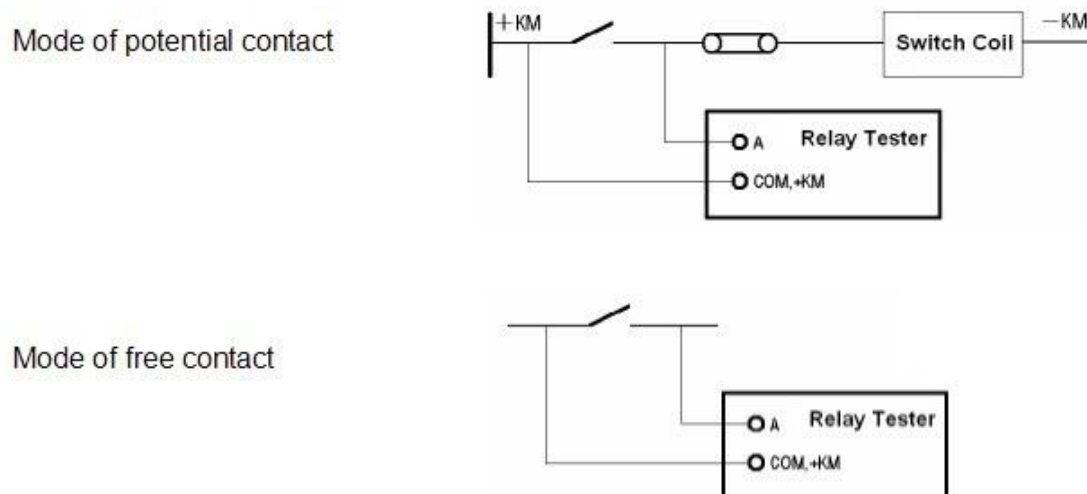 Mode of potential contact
+KM
−KM
Switch Coil
A Relay Tester
COM,+KM
Mode of free contact
A Relay Tester
COM,+KM